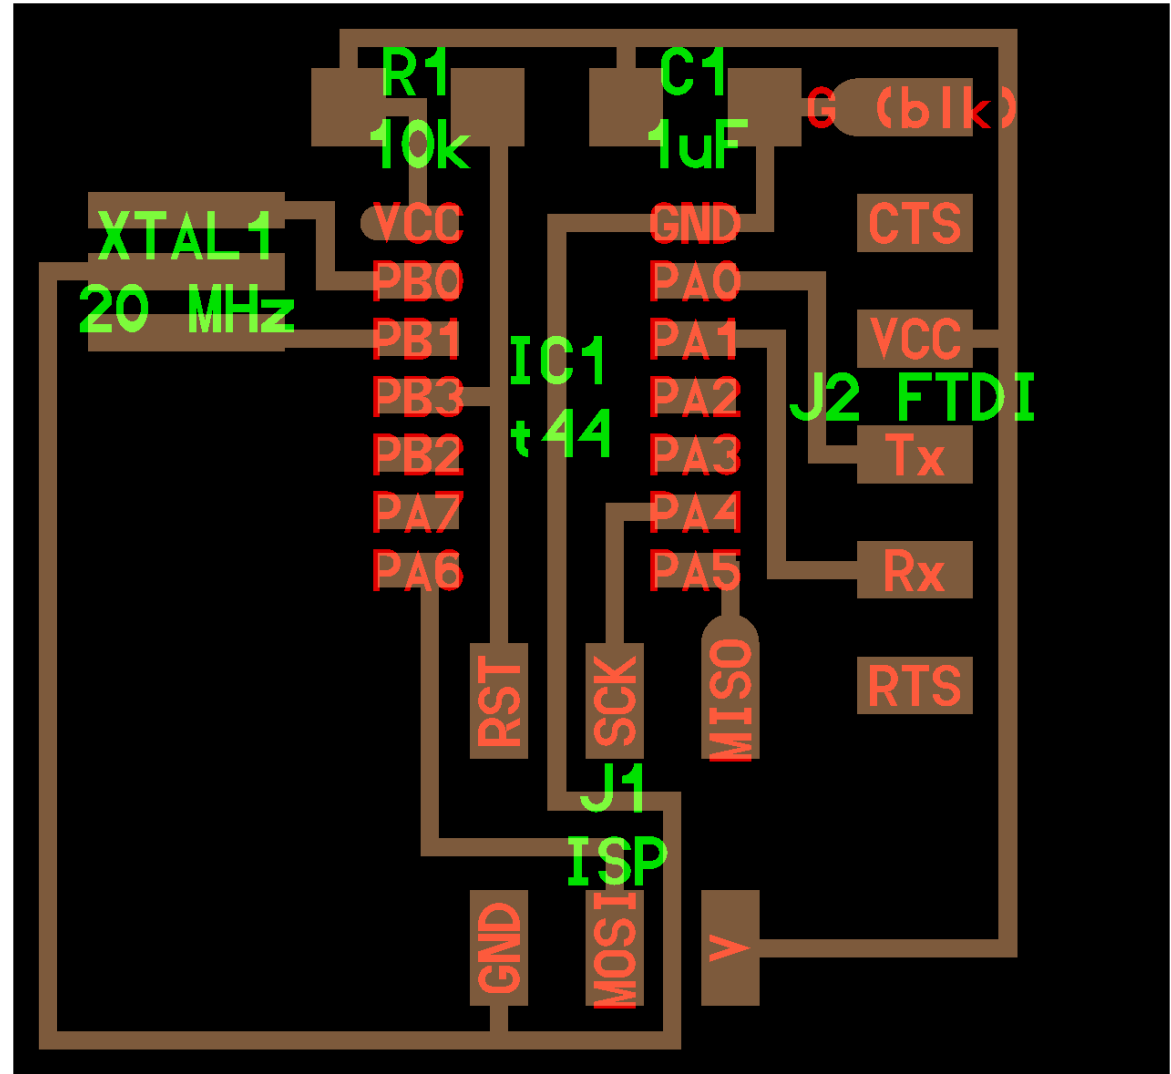 R1
10k
C1
1uF
G (blk)
XTAL1
20 MHz
VCC
PB0
PB1
PB3
PB2
PA7
PA6
IC1
t44
GND
PA0
PA1
PA2
PA3
PA4
PA5
CTS
VCC
J2 FTDI
Tx
Rx
RTS
RST
SCK
MISO
J1
ISP
GND
MOSI
V